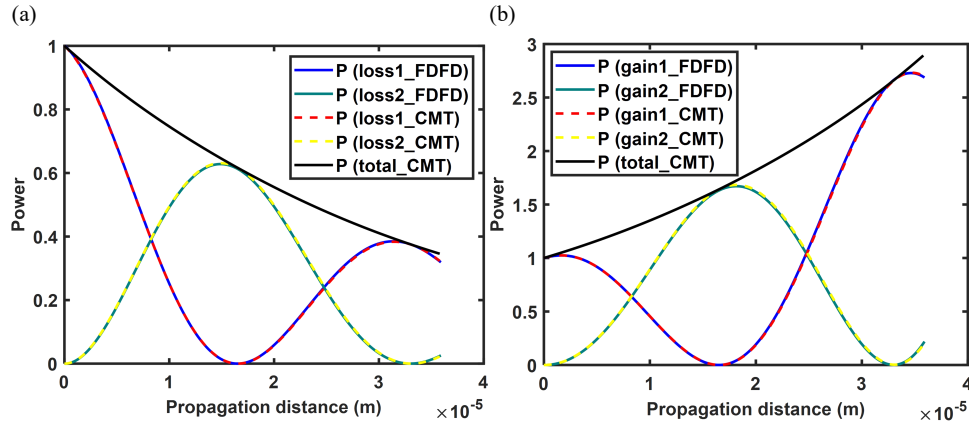 (a)
1
0.8
0.6
0.4
0.2
0
Power
0 1 2 3 4
Propagation distance (m)
×10⁻⁵
P (loss1_FDFD)
P (loss2_FDFD)
P (loss1_CMT)
P (loss2_CMT)
P (total_CMT)
(b)
3
2.5
2
1.5
1
0.5
0
Power
0 1 2 3 4
Propagation distance (m)
×10⁻⁵
P (gain1_FDFD)
P (gain2_FDFD)
P (gain1_CMT)
P (gain2_CMT)
P (total_CMT)